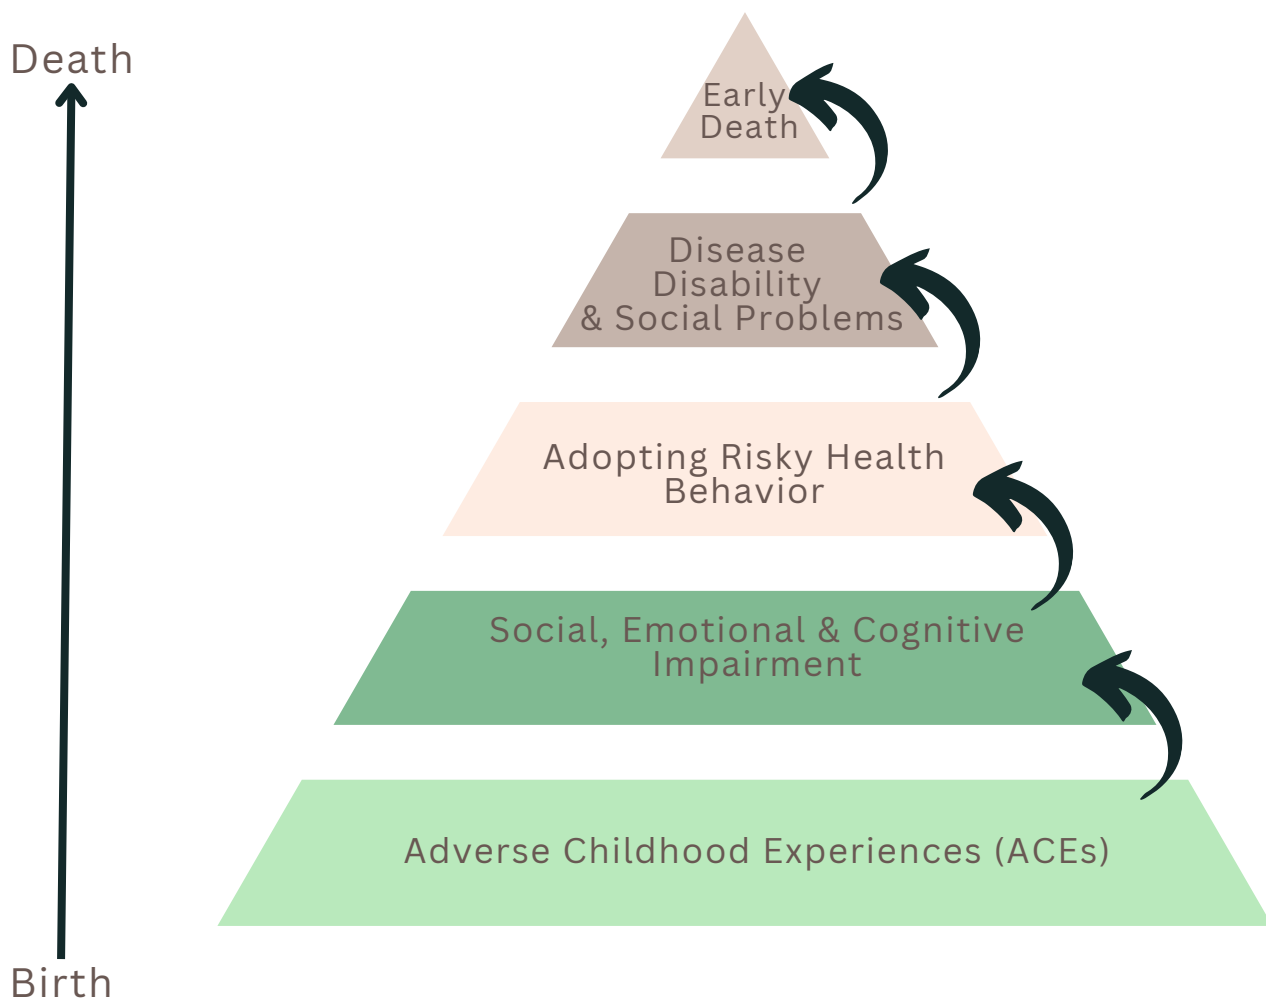 Death
Early
Death
Disease
Disability
& Social Problems
Adopting Risky Health
Behavior
Social, Emotional & Cognitive
Impairment
Adverse Childhood Experiences (ACEs)
Birth